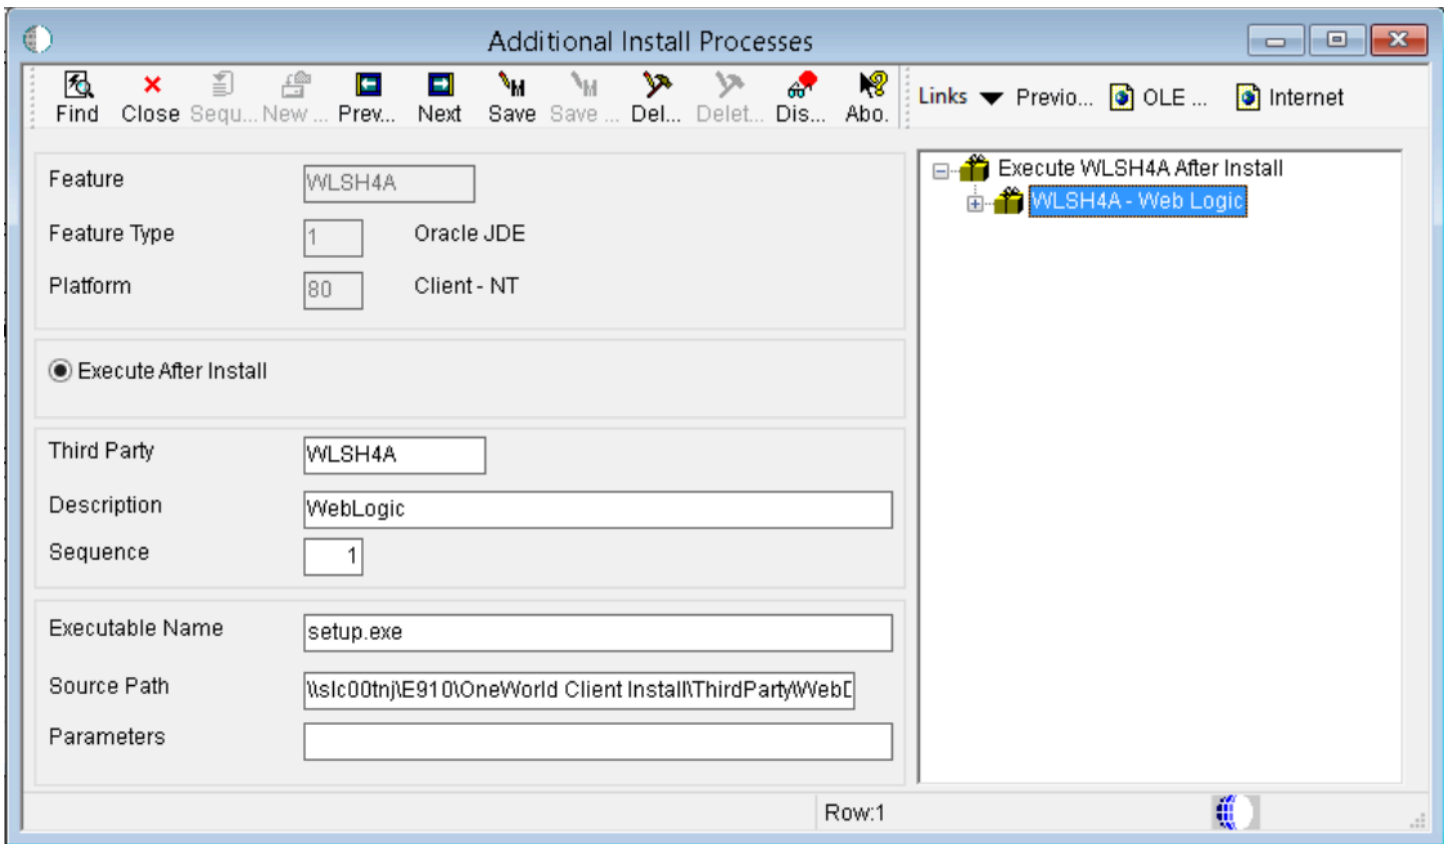 Additional Install Processes
Find Close Sequ... New ... Prev... Next Save Save ... Del... Delet... Dis... Abo. Links Previo... OLE ... Internet
Feature WLSH4A
Feature Type 1 Oracle JDE
Platform 80 Client - NT
Execute After Install
Third Party WLSH4A
Description WebLogic
Sequence 1
Executable Name setup.exe
Source Path \\slc00tnj\E910\OneWorld Client Install\ThirdParty\WebD
Parameters
Execute WLSH4A After Install
WLSH4A - Web Logic
Row:1